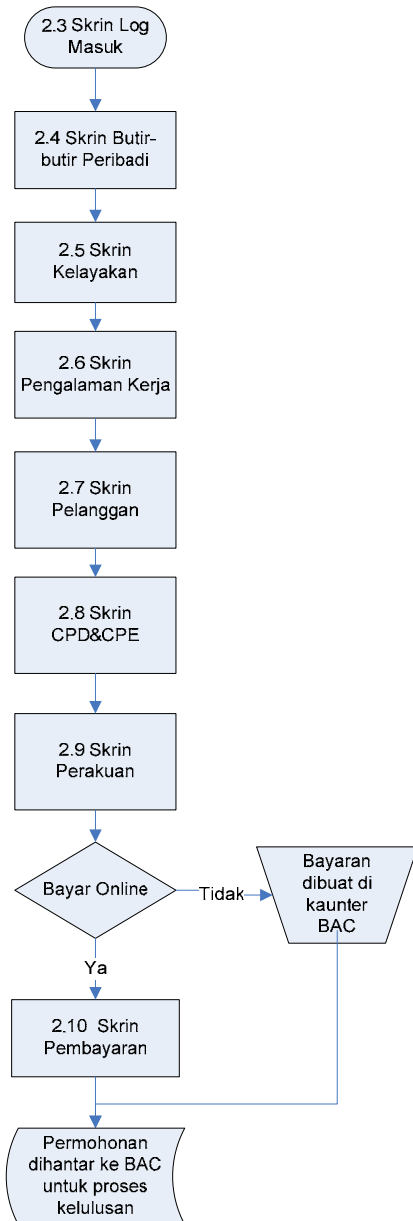 2.3 Skrin Log
Masuk
2.4 Skrin Butir-
butir Peribadi
2.5 Skrin
Kelayakan
2.6 Skrin
Pengalaman Kerja
2.7 Skrin
Pelanggan
2.8 Skrin
CPD&CPE
2.9 Skrin
Perakuan
Bayar Online
Tidak
Bayaran
dibuat di
kaunter
BAC
Ya
2.10 Skrin
Pembayaran
Permohonan
dihantar ke BAC
untuk proses
kelulusan